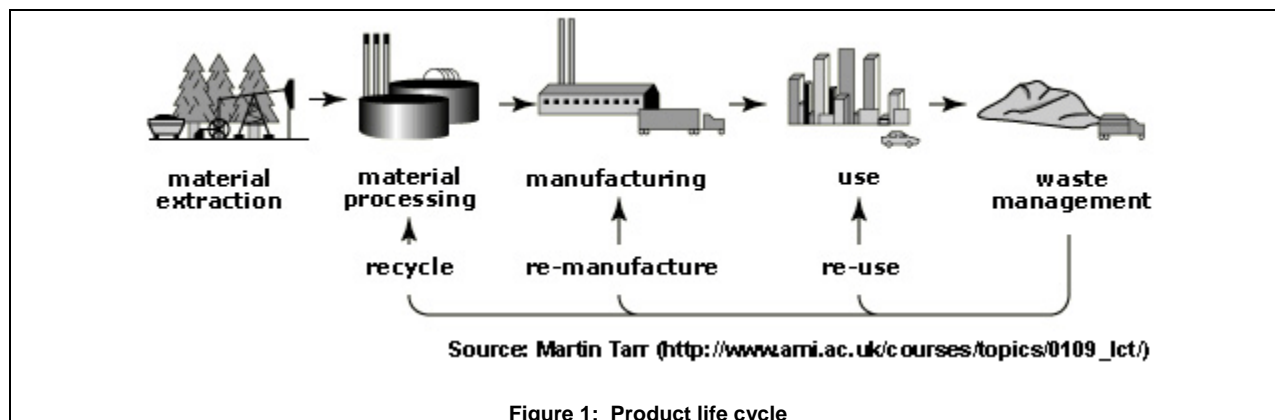 material extraction
material processing
manufacturing
use
waste management
recycle
re-manufacture
re-use
Source: Martin Tarr (http://www.ami.ac.uk/courses/topics/0109_lct/)
Figure 1: Product life cycle